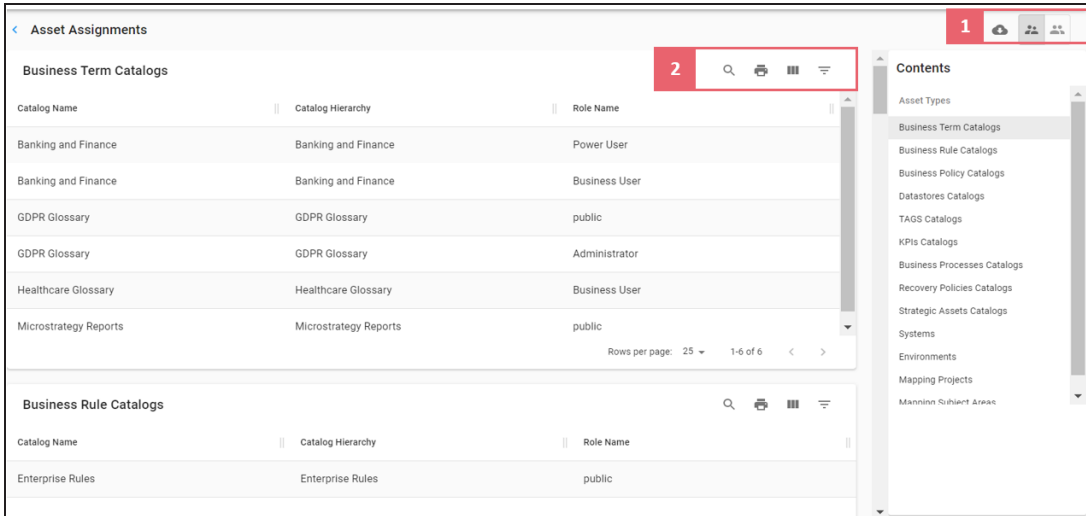 Asset Assignments
1
Business Term Catalogs
2
Catalog Name Catalog Hierarchy Role Name
Banking and Finance Banking and Finance Power User
Banking and Finance Banking and Finance Business User
GDPR Glossary GDPR Glossary public
GDPR Glossary GDPR Glossary Administrator
Healthcare Glossary Healthcare Glossary Business User
Microstrategy Reports Microstrategy Reports public
Rows per page: 25 1-6 of 6
Business Rule Catalogs
Catalog Name Catalog Hierarchy Role Name
Enterprise Rules Enterprise Rules public
Contents
Asset Types
Business Term Catalogs
Business Rule Catalogs
Business Policy Catalogs
Datastores Catalogs
TAGS Catalogs
KPIs Catalogs
Business Processes Catalogs
Recovery Policies Catalogs
Strategic Assets Catalogs
Systems
Environments
Mapping Projects
Mapping Subject Areas